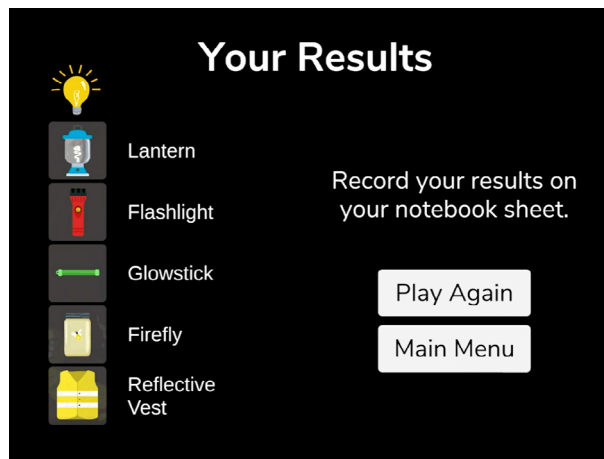 Your Results
Lantern
Flashlight
Glowstick
Firefly
Reflective
Vest
Record your results on
your notebook sheet.
Play Again
Main Menu